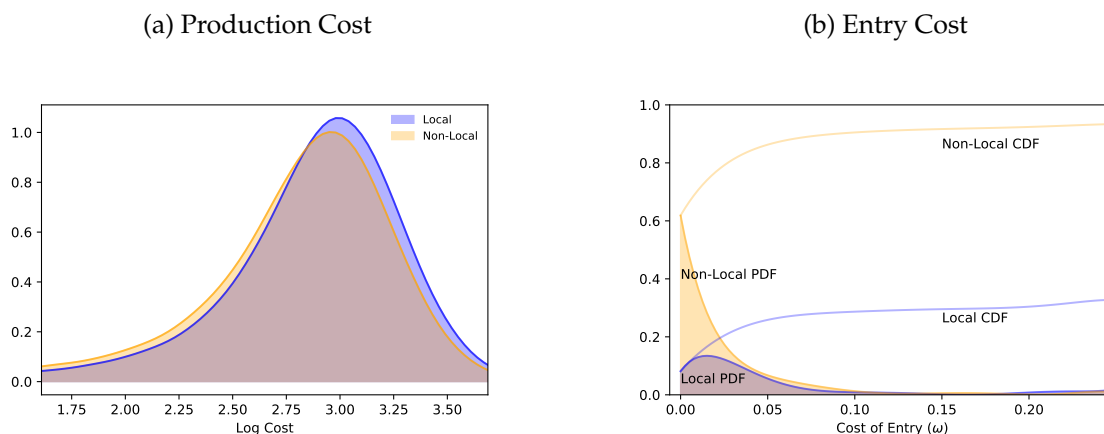 (a) Production Cost
(b) Entry Cost
1.0
0.8
0.6
0.4
0.2
0.0
Local
Non-Local
1.75
2.00
2.25
2.50
2.75
3.00
3.25
3.50
Log Cost
1.0
0.8
0.6
0.4
0.2
0.0
Non-Local CDF
Non-Local PDF
Local CDF
Local PDF
0.00
0.05
0.10
0.15
0.20
Cost of Entry (ω)